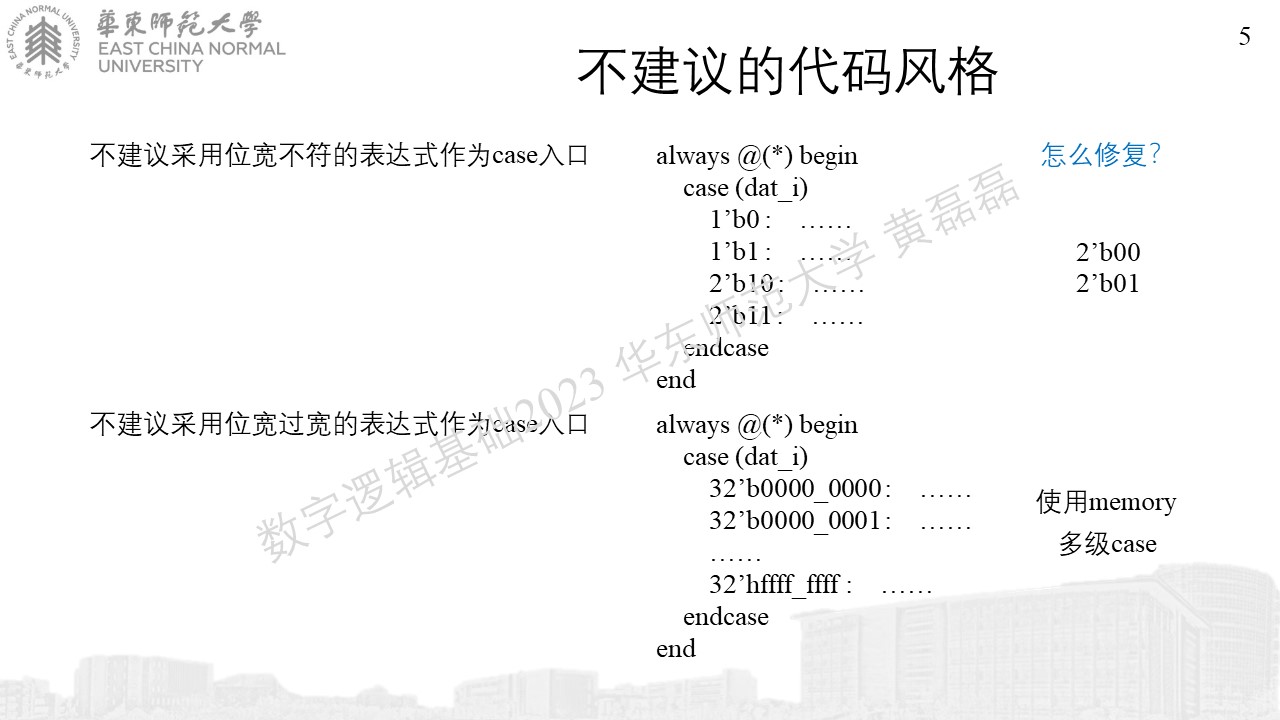 華東師範大學
EAST CHINA NORMAL
UNIVERSITY
EAST CHINA NORMAL UNIVERSITY
華東师范大学
5
不建议的代码风格
不建议采用位宽不符的表达式作为case入口
always @(*) begin
case (dat_i)
1’b0 : ……
1’b1 : ……
2’b10 : ……
2’b11 : ……
endcase
end
怎么修复？
2’b00
2’b01
不建议采用位宽过宽的表达式作为case入口
always @(*) begin
case (dat_i)
32’b0000_0000 : ……
32’b0000_0001 : ……
……
32’hffff_ffff : ……
endcase
end
使用memory
多级case
数字逻辑基础2023 华东师范大学 黄磊磊